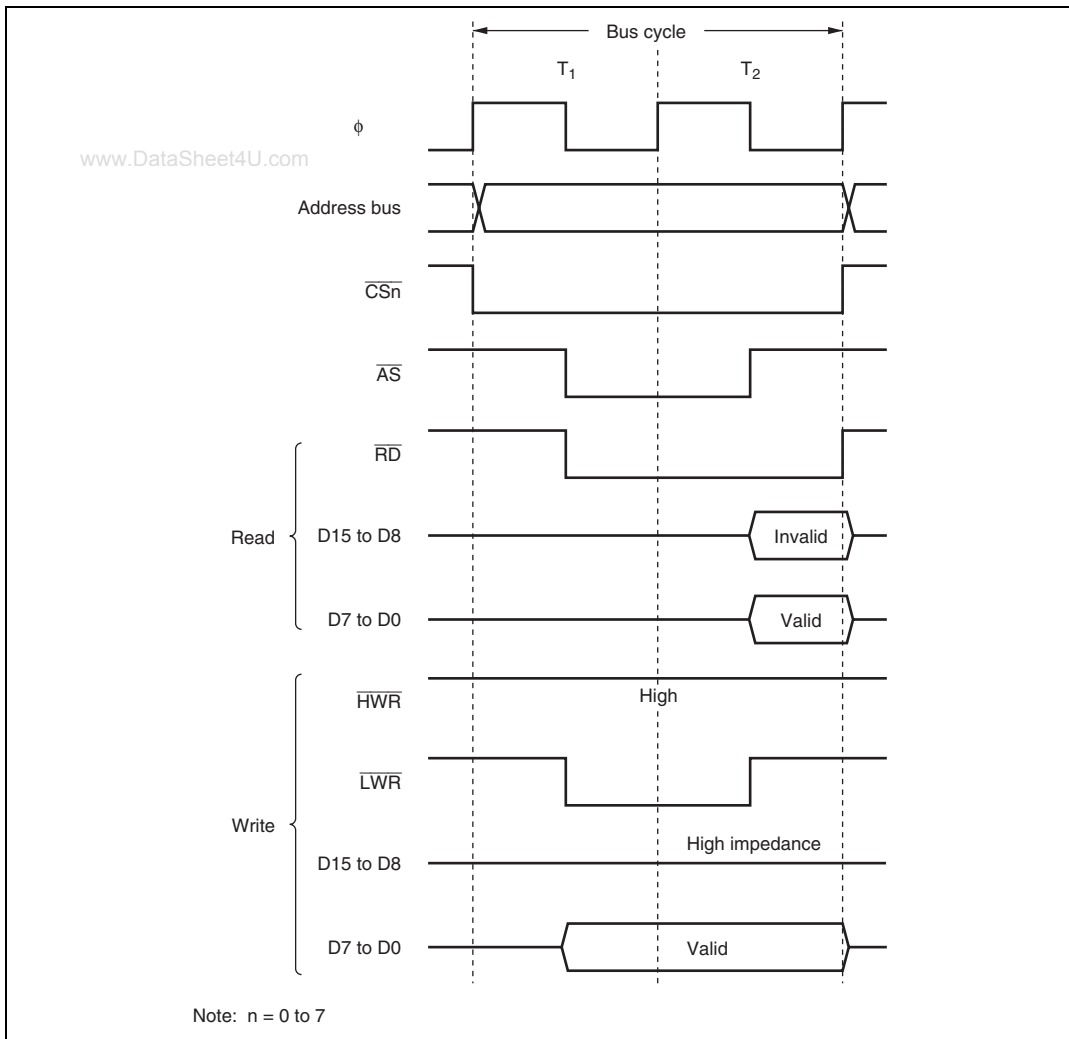 Bus cycle
T1 T2
ϕ
www.DataSheet4U.com
Address bus
CSn
AS
RD
Read
D15 to D8
Invalid
D7 to D0
Valid
HWR
High
LWR
Write
High impedance
D15 to D8
D7 to D0
Valid
Note: n = 0 to 7